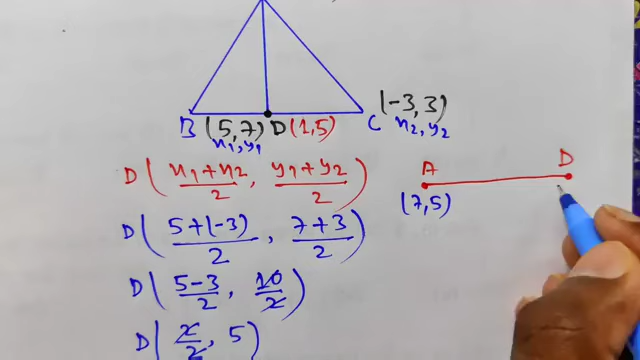 (-3, 3)
B (5, 7) D (1, 5) C x₂, y₂
x₁, y₁
D ( x₁ + x₂ / 2 , y₁ + y₂ / 2 )
A D
(7, 5)
D ( 5 + (-3) / 2 , 7 + 3 / 2 )
D ( 5 - 3 / 2 , 10 / 2 )
D ( 2 / 2 , 5 )